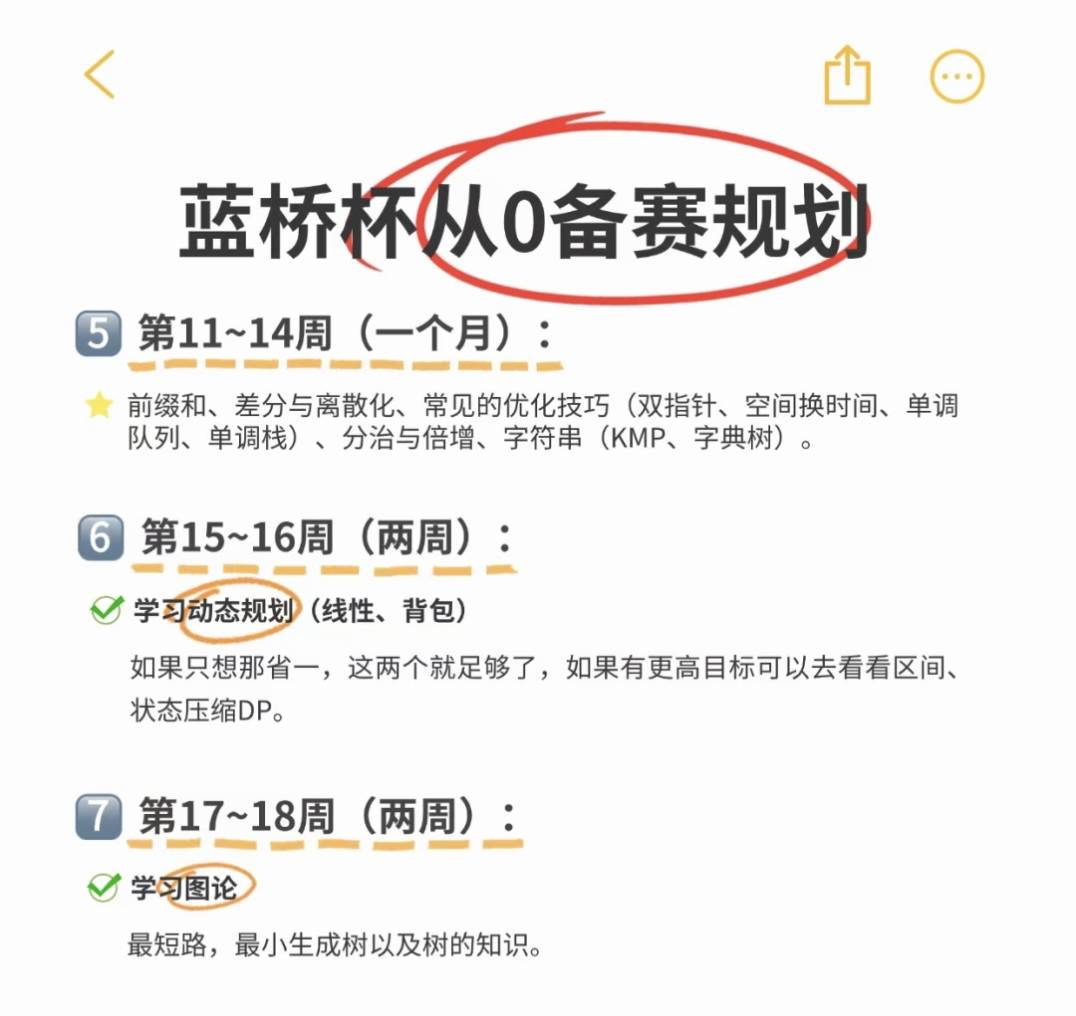 蓝桥杯从0备赛规划
5 第11~14周（一个月）：
前缀和、差分与离散化、常见的优化技巧（双指针、空间换时间、单调
队列、单调栈）、分治与倍增、字符串（KMP、字典树）。
6 第15~16周（两周）：
学习动态规划（线性、背包）
如果只想那省一，这两个就足够了，如果有更高目标可以去看看区间、
状态压缩DP。
7 第17~18周（两周）：
学习图论
最短路，最小生成树以及树的知识。